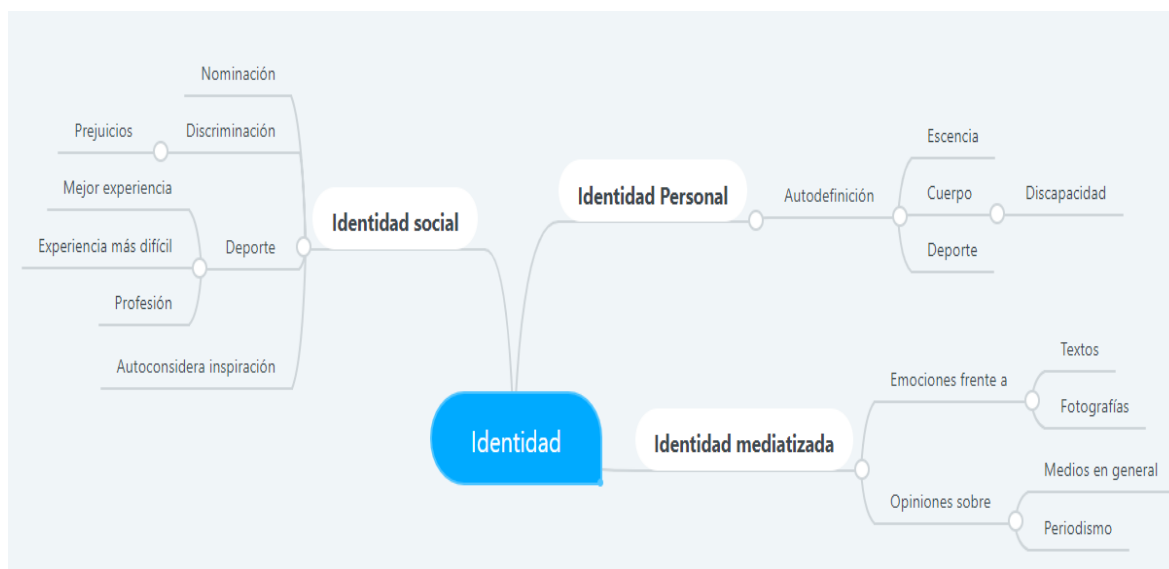 Nominación
Prejuicios
Discriminación
Mejor experiencia
Experiencia más difícil
Deporte
Profesión
Autoconsidera inspiración
Identidad social
Identidad
Identidad Personal
Autodefinición
Escencia
Cuerpo
Discapacidad
Deporte
Identidad mediatizada
Emociones frente a
Textos
Fotografías
Opiniones sobre
Medios en general
Periodismo